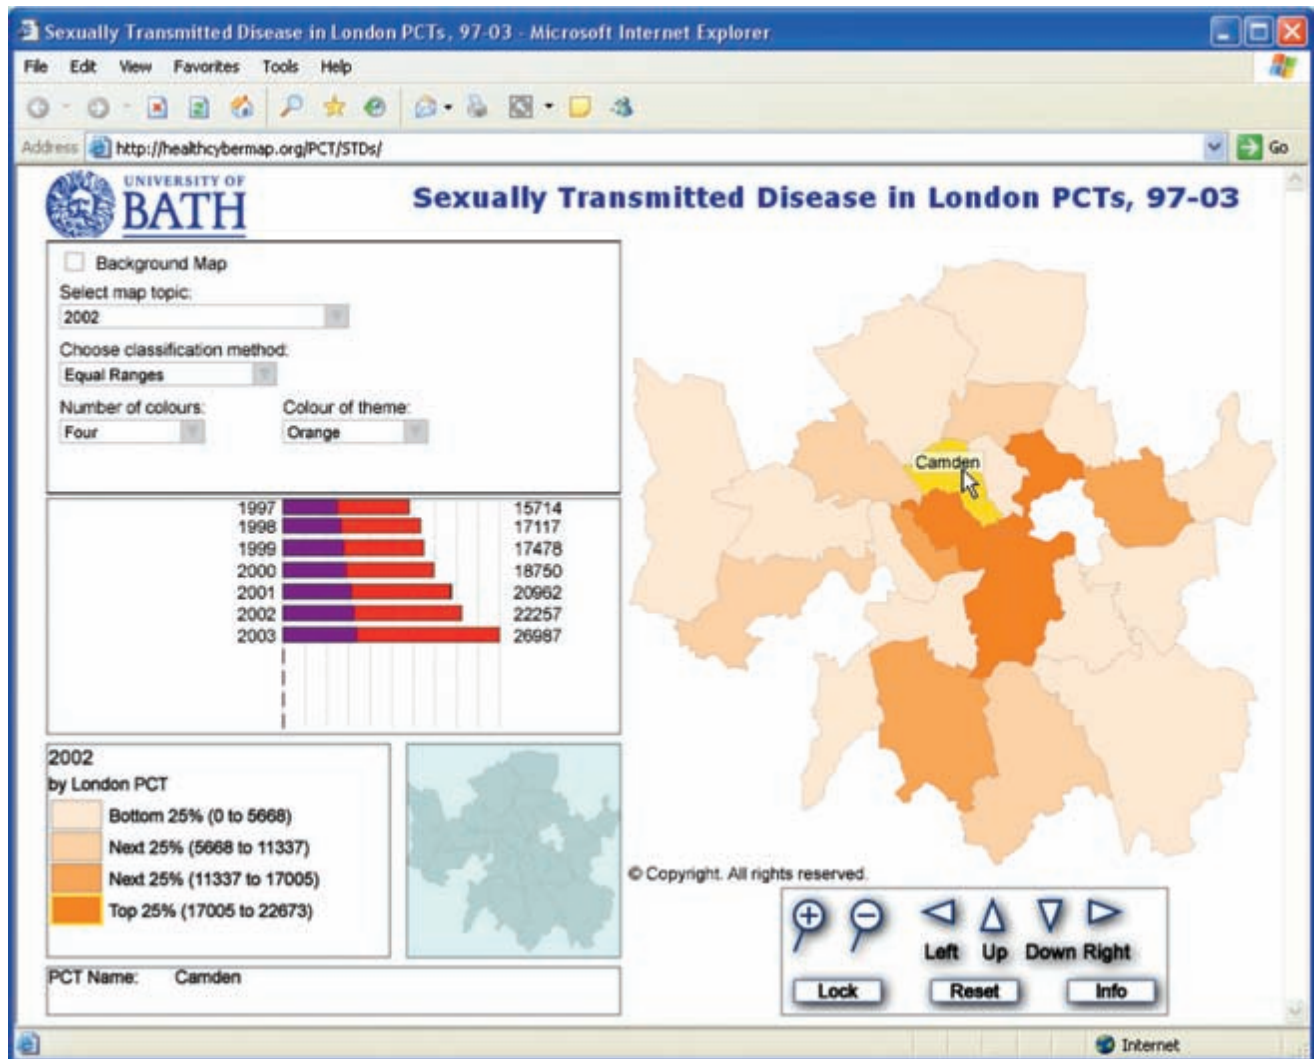 Sexually Transmitted Disease in London PCTs, 97-03 - Microsoft Internet Explorer
File Edit View Favorites Tools Help
Address http://healthcybermap.org/PCT/STDs/ Go
UNIVERSITY OF
BATH
Sexually Transmitted Disease in London PCTs, 97-03
Background Map
Select map topic:
2002
Choose classification method:
Equal Ranges
Number of colours: Colour of theme:
Four Orange
1997 15714
1998 17117
1999 17478
2000 18750
2001 20962
2002 22257
2003 26987
2002
by London PCT
Bottom 25% (0 to 5668)
Next 25% (5668 to 11337)
Next 25% (11337 to 17005)
Top 25% (17005 to 22673)
PCT Name: Camden
Camden
© Copyright. All rights reserved.
Left Up Down Right
Lock Reset Info
Internet